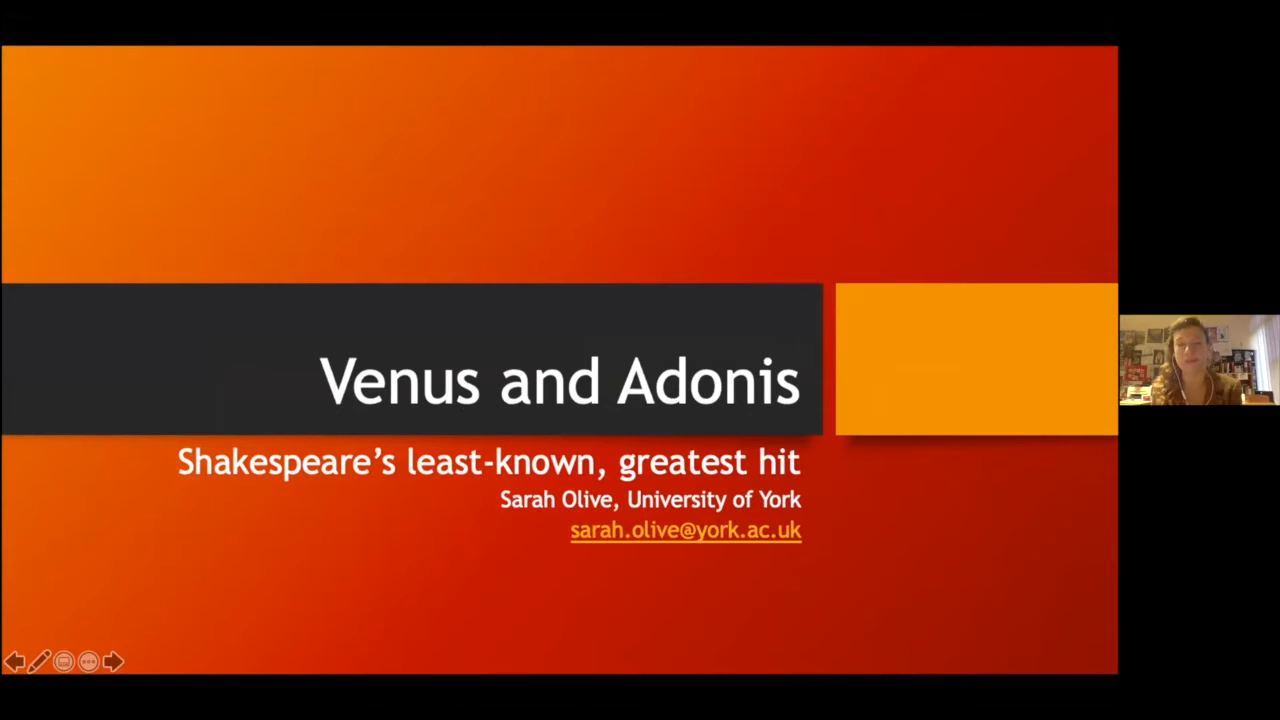 Venus and Adonis
Shakespeare's least-known, greatest hit
Sarah Olive, University of York
sarah.olive@york.ac.uk